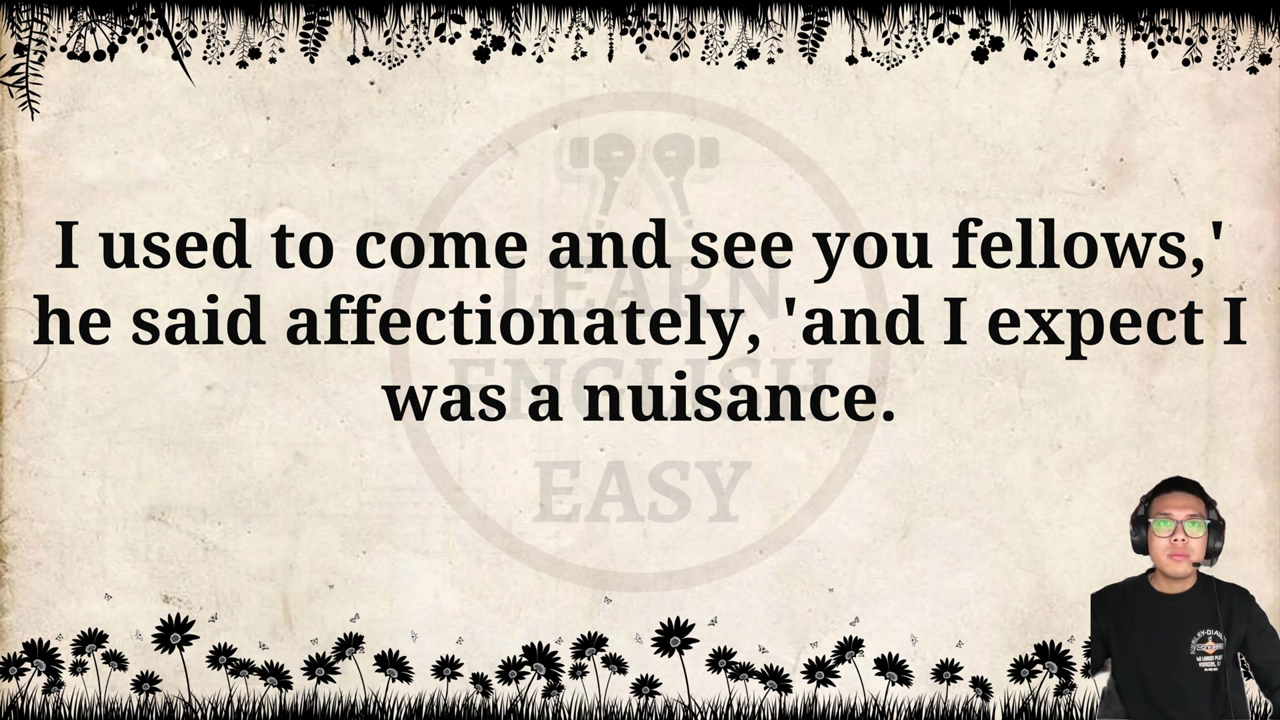 I used to come and see you fellows,'
he said affectionately, 'and I expect I
was a nuisance.
LEARN
ENGLISH
EASY